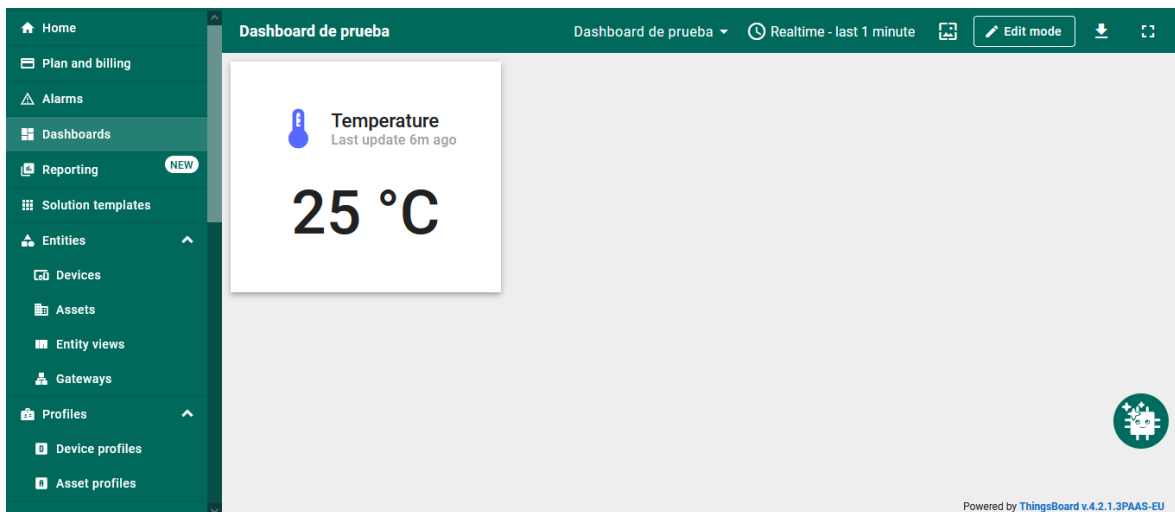 Home
Plan and billing
Alarms
Dashboards
Reporting NEW
Solution templates
Entities
Devices
Assets
Entity views
Gateways
Profiles
Device profiles
Asset profiles
Dashboard de prueba Dashboard de prueba Realtime - last 1 minute Edit mode
Temperature
Last update 6m ago
25 °C
Powered by ThingsBoard v.4.2.1.3PAAS-EU